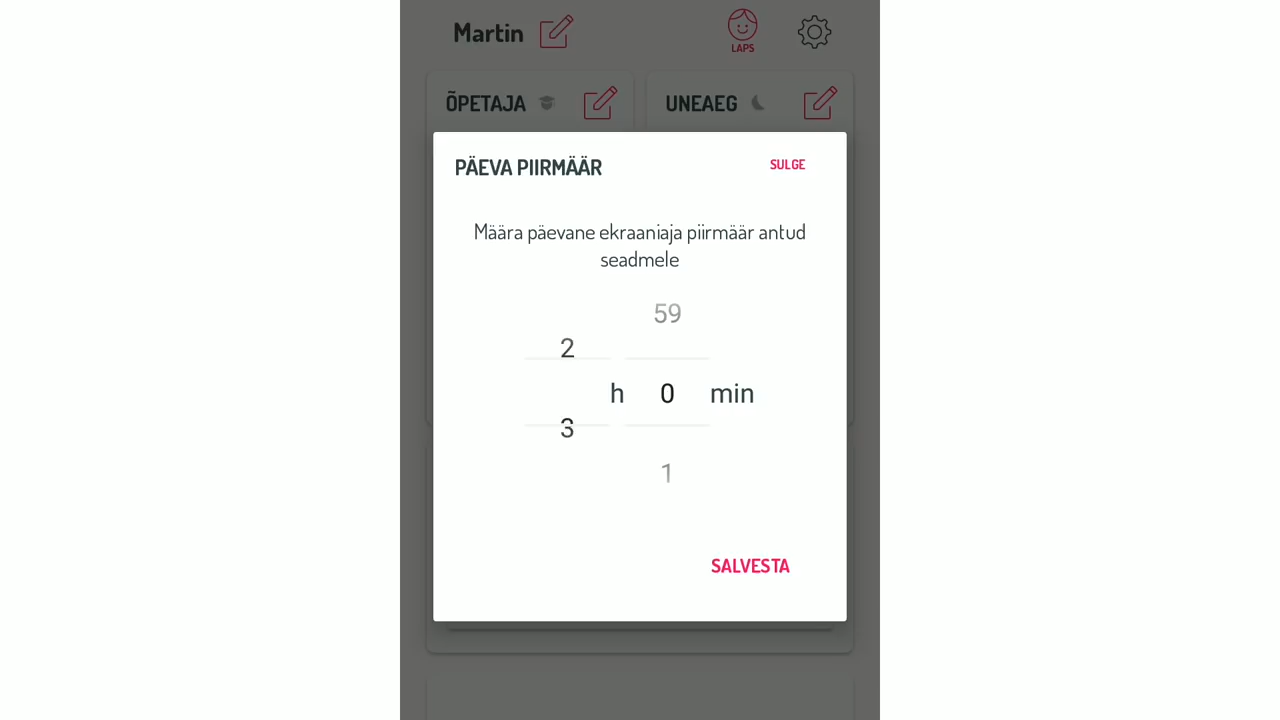 Martin
LAPS
ÕPETAJA
UNEAEG
PÄEVA PIIRMÄÄR
SULGE
Määra päevane ekraaniaja piirmäär antud
seadmele
59
2
h 0 min
3
1
SALVESTA